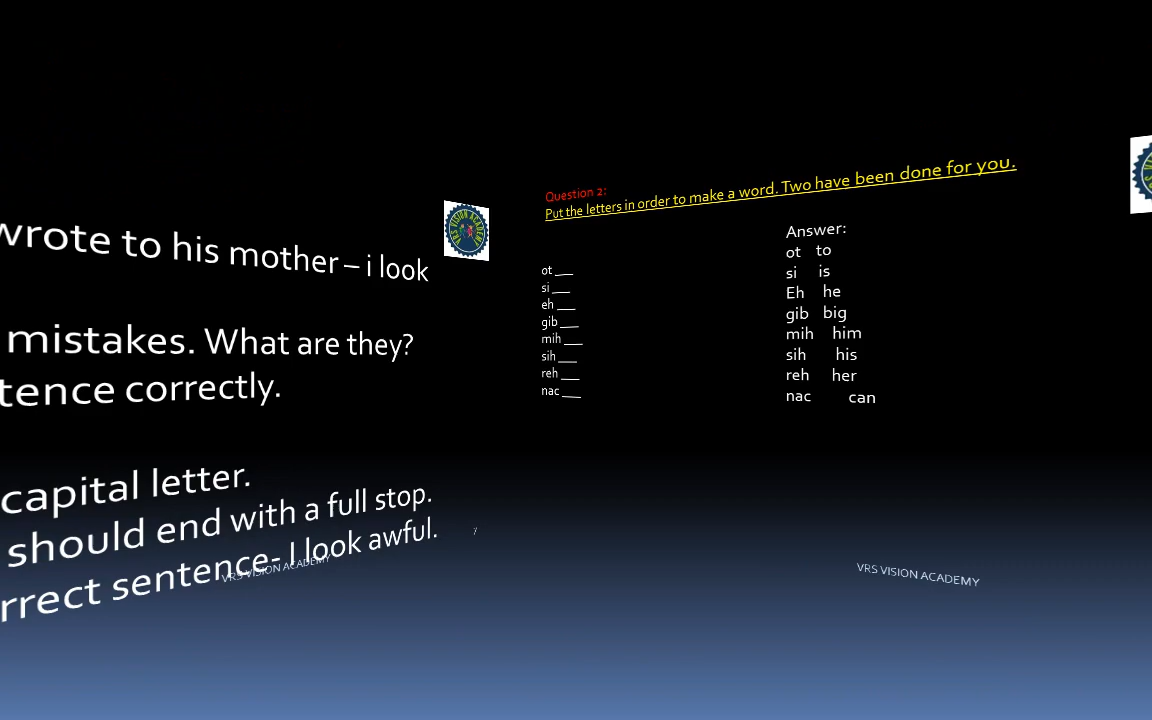 wrote to his mother – i look
mistakes. What are they?
tence correctly.
capital letter.
should end with a full stop.
rrect sentence- I look awful.
VRS VISION ACADEMY
7
VRS VISION ACADEMY
Question 2:
Put the letters in order to make a word. Two have been done for you.
ot ___
si ___
eh ___
gib ___
mih ___
sih ___
reh ___
nac ___
Answer:
ot to
si is
Eh he
gib big
mih him
sih his
reh her
nac can
VRS VISION ACADEMY